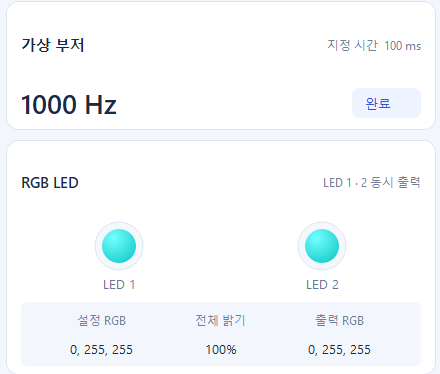 가상 부저 지정 시간 100 ms
1000 Hz 완료
RGB LED LED 1 · 2 동시 출력
LED 1 LED 2
설정 RGB 전체 밝기 출력 RGB
0, 255, 255 100% 0, 255, 255